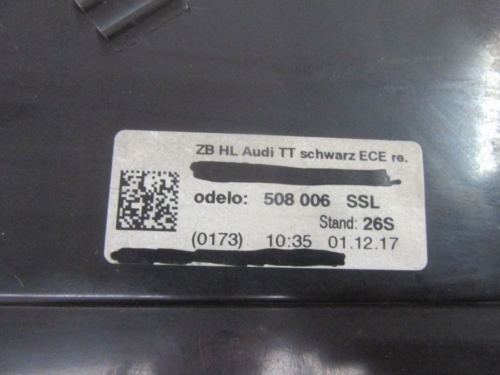 ZB HL Audi TT schwarz ECE re.
odelo: 508 006 SSL
Stand: 26S
(0173) 10:35 01.12.17